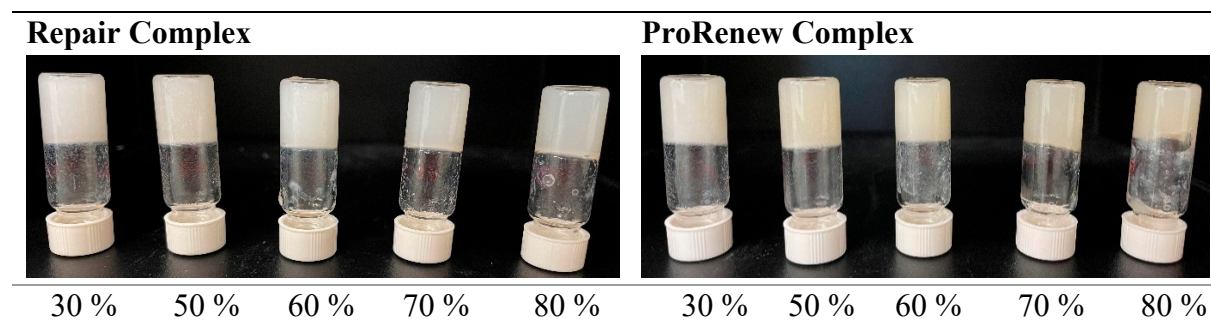 Repair Complex
ProRenew Complex
30 % 50 % 60 % 70 % 80 % 30 % 50 % 60 % 70 % 80 %